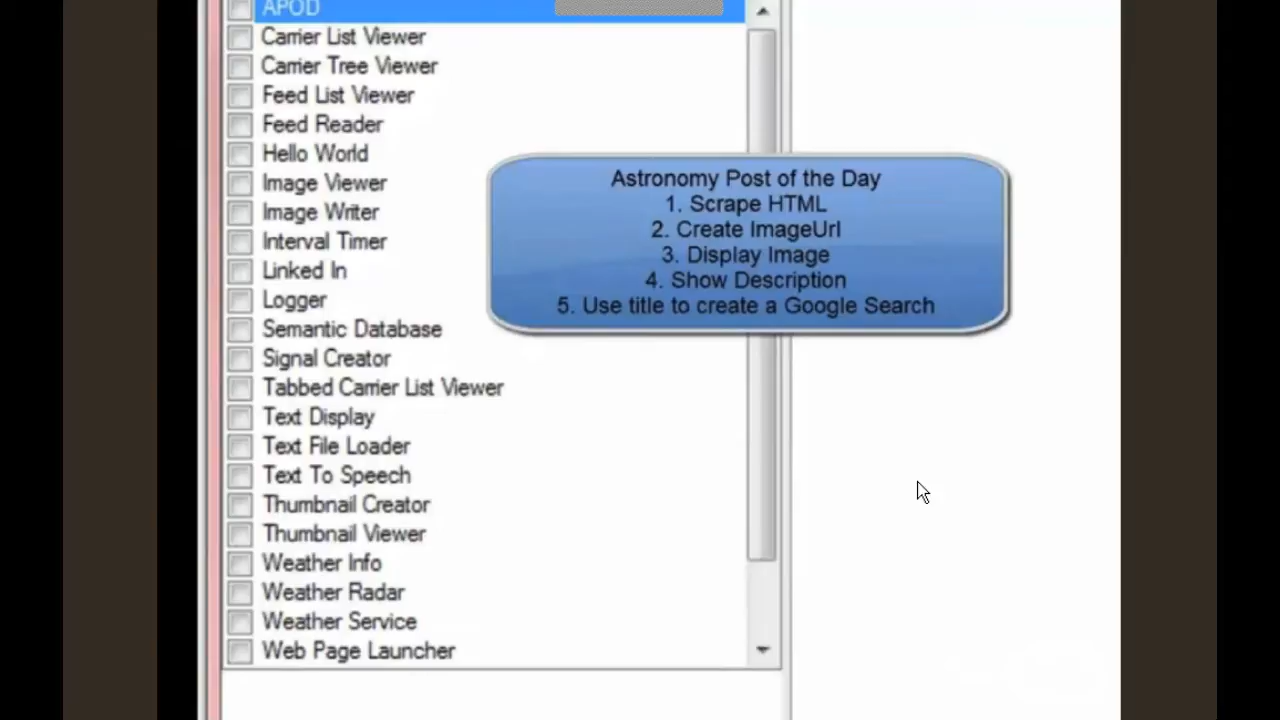 APOD
Carrier List Viewer
Carrier Tree Viewer
Feed List Viewer
Feed Reader
Hello World
Image Viewer
Image Writer
Interval Timer
Linked In
Logger
Semantic Database
Signal Creator
Tabbed Carrier List Viewer
Text Display
Text File Loader
Text To Speech
Thumbnail Creator
Thumbnail Viewer
Weather Info
Weather Radar
Weather Service
Web Page Launcher
Astronomy Post of the Day
1. Scrape HTML
2. Create ImageUrl
3. Display Image
4. Show Description
5. Use title to create a Google Search